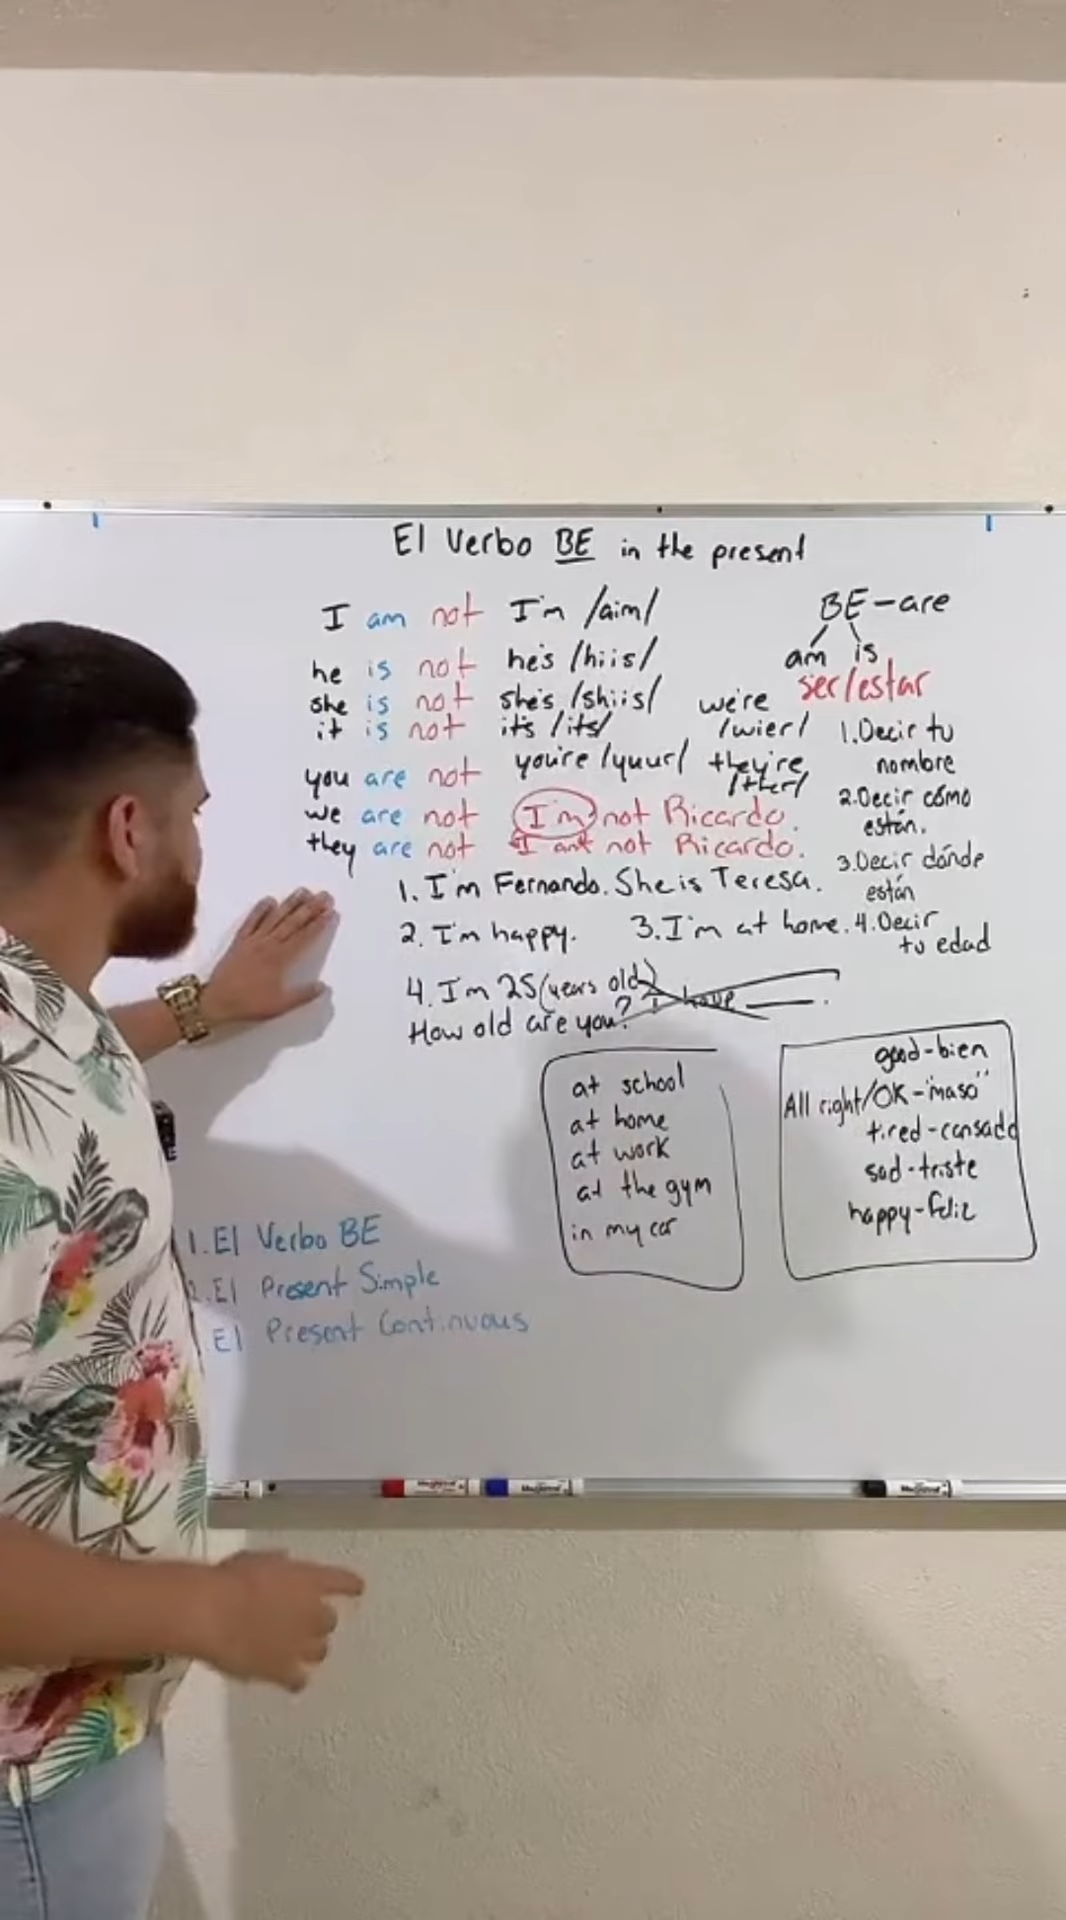 El Verbo BE in the present
I am not I'm /aim/
he is not he's /hiis/
she is not she's /shiis/
it is not it's /its/
you are not you're /yuur/
we are not I'm not Ricardo.
they are not I am not Ricardo.
we're
/wier/
they're
/ther/
BE-are
am is
ser/estar
1.Decir tu
nombre
2.Decir cómo
están.
3.Decir dónde
están
4.Decir
tu edad
1. I'm Fernando. She is Teresa.
2. I'm happy. 3. I'm at home.
4. I'm 25 (years old)
How old are you? I have ____.
at school
at home
at work
at the gym
in my car
good-bien
All right/OK-"maso"
tired-cansado
sad-triste
happy-feliz
1. El Verbo BE
2. El Present Simple
. El Present Continuous